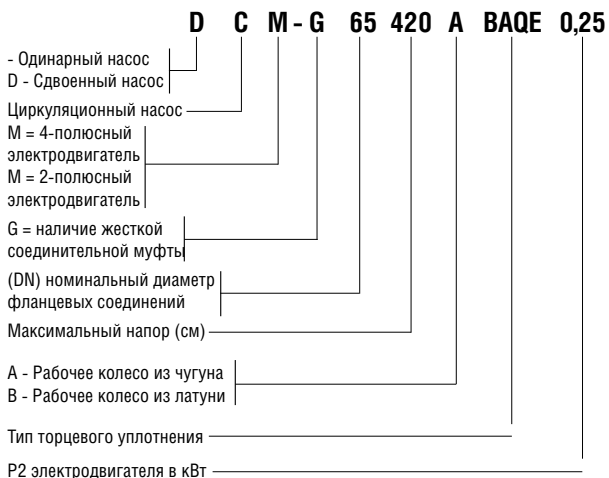 D C M - G 65 420 A BAQE 0,25
- Одинарный насос
D - Сдвоенный насос
Циркуляционный насос
М = 4-полюсный
электродвигатель
М = 2-полюсный
электродвигатель
G = наличие жесткой
соединительной муфты
(DN) номинальный диаметр
фланцевых соединений
Максимальный напор (см)
А - Рабочее колесо из чугуна
В - Рабочее колесо из латуни
Тип торцевого уплотнения
Р2 электродвигателя в кВт